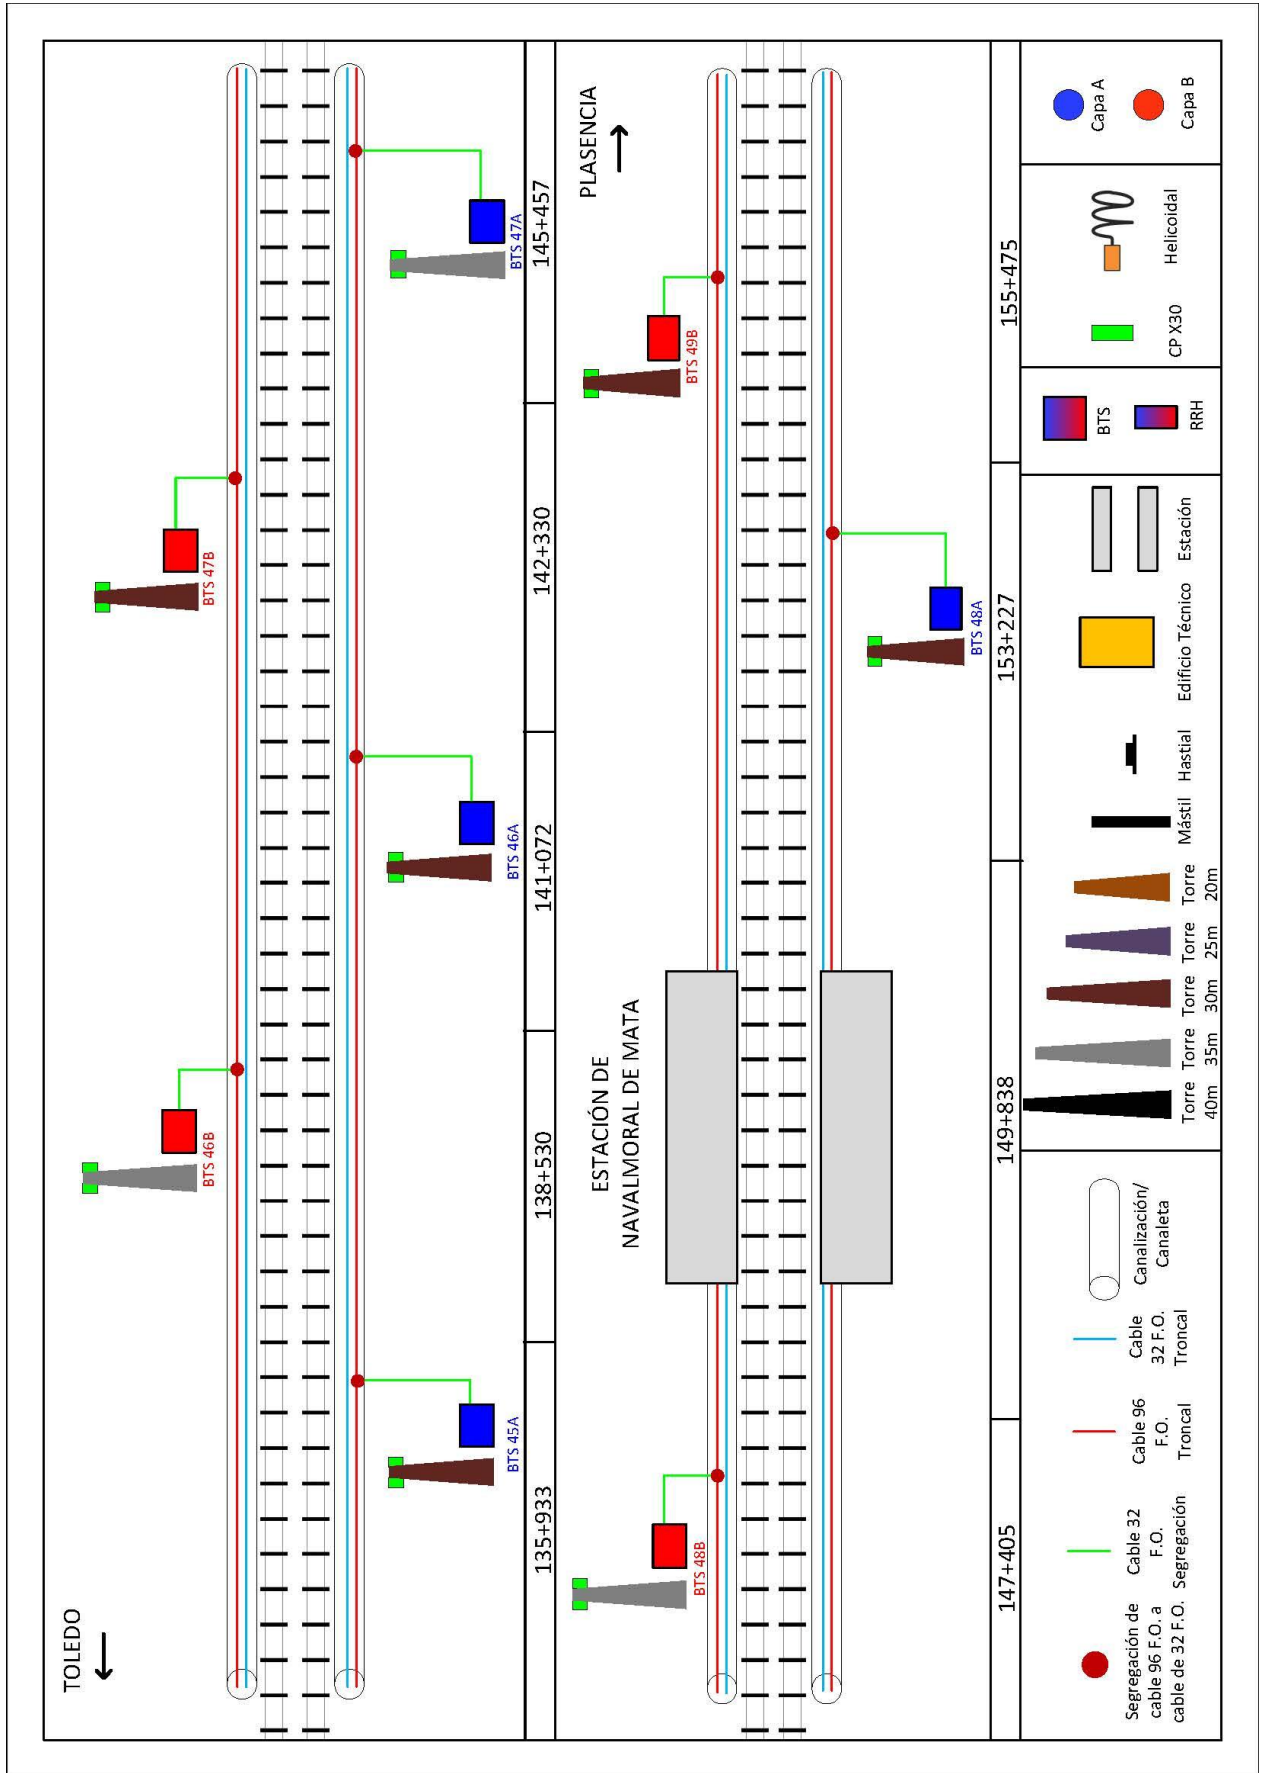 TOLEDO
BTS 46B
BTS 47B
BTS 45A
BTS 46A
BTS 47A
135+933
138+530
141+072
142+330
145+457
PLASENCIA
ESTACIÓN DE
NAVALMORAL DE MATA
BTS 48B
BTS 49B
BTS 48A
147+405
149+838
153+227
155+475
Segregación de
cable 96 F.O. a
cable de 32 F.O.
Cable 32
F.O.
Segregación
Cable 96
F.O.
Troncal
Cable
32 F.O.
Troncal
Canalización/
Canaleta
Torre
40m
Torre
35m
Torre
30m
Torre
25m
Torre
20m
Mástil
Hastial
Edificio Técnico
Estación
BTS
RRH
CP X30
Helicoidal
Capa A
Capa B